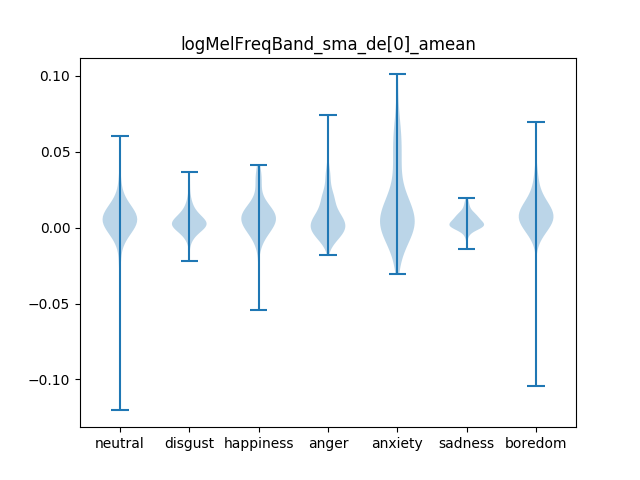 logMelFreqBand_sma_de[0]_amean
0.10
0.05
0.00
−0.05
−0.10
neutral disgust happiness anger anxiety sadness boredom